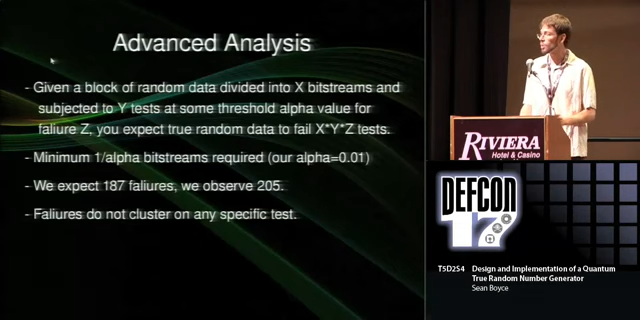 Advanced Analysis
- Given a block of random data divided into X bitstreams and
subjected to Y tests at some threshold alpha value for
faliure Z, you expect true random data to fail X*Y*Z tests.
- Minimum 1/alpha bitstreams required (our alpha=0.01)
- We expect 187 faliures, we observe 205.
- Faliures do not cluster on any specific test.
RIVIERA
Hotel & Casino
DEFCON
17
T5D2S4 Design and Implementation of a Quantum
True Random Number Generator
Sean Boyce